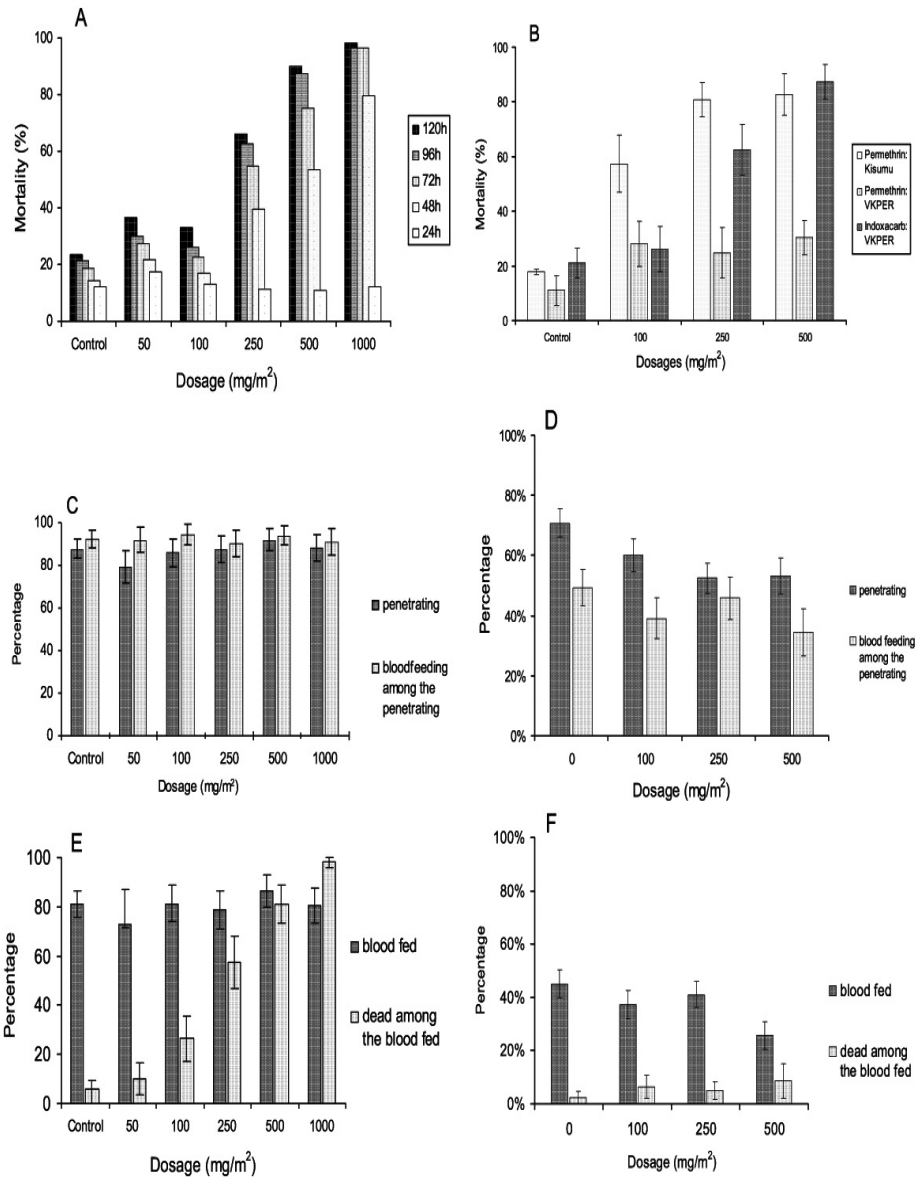 A
100
80
60
40
20
0
Mortality (%)
Control 50 100 250 500 1000
Dosage (mg/m²)
120h
96h
72h
48h
24h
B
100
80
60
40
20
0
Mortality (%)
Control 100 250 500
Dosages (mg/m²)
Permethrin:
Kisumu
Permethrin:
VKPER
Indoxacarb:
VKPER
C
100
80
60
40
20
0
Percentage
Control 50 100 250 500 1000
Dosage (mg/m²)
penetrating
bloodfeeding
among the
penetrating
D
100%
80%
60%
40%
20%
0%
Percentage
0 100 250 500
Dosage (mg/m²)
penetrating
blood feeding
among the
penetrating
E
100
80
60
40
20
0
Percentage
Control 50 100 250 500 1000
Dosage (mg/m²)
blood fed
dead among
the blood fed
F
100%
80%
60%
40%
20%
0%
Percentage
0 100 250 500
Dosage (mg/m²)
blood fed
dead among
the blood fed